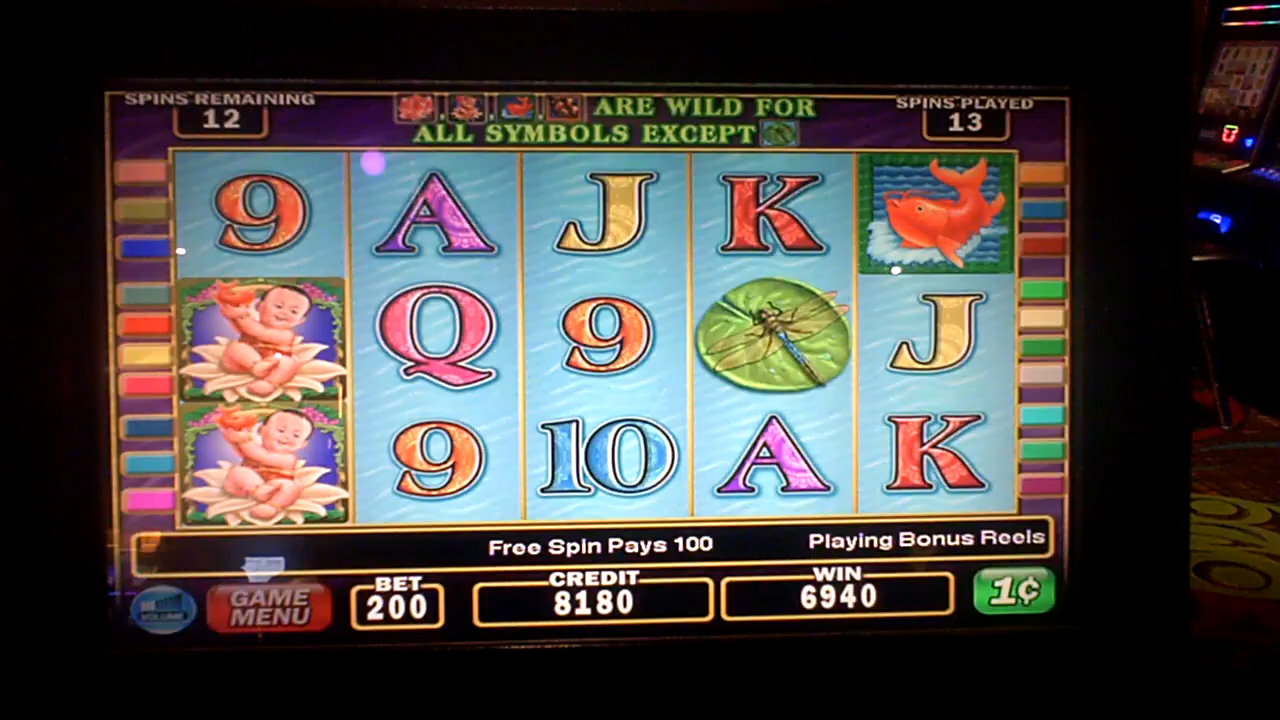 SPINS REMAINING
12
ARE WILD FOR
ALL SYMBOLS EXCEPT
SPINS PLAYED
13
9 A J K
Q 9 J
9 10 A K
Free Spin Pays 100
Playing Bonus Reels
VOLUME
GAME
MENU
BET
200
CREDIT
8180
WIN
6940
1¢